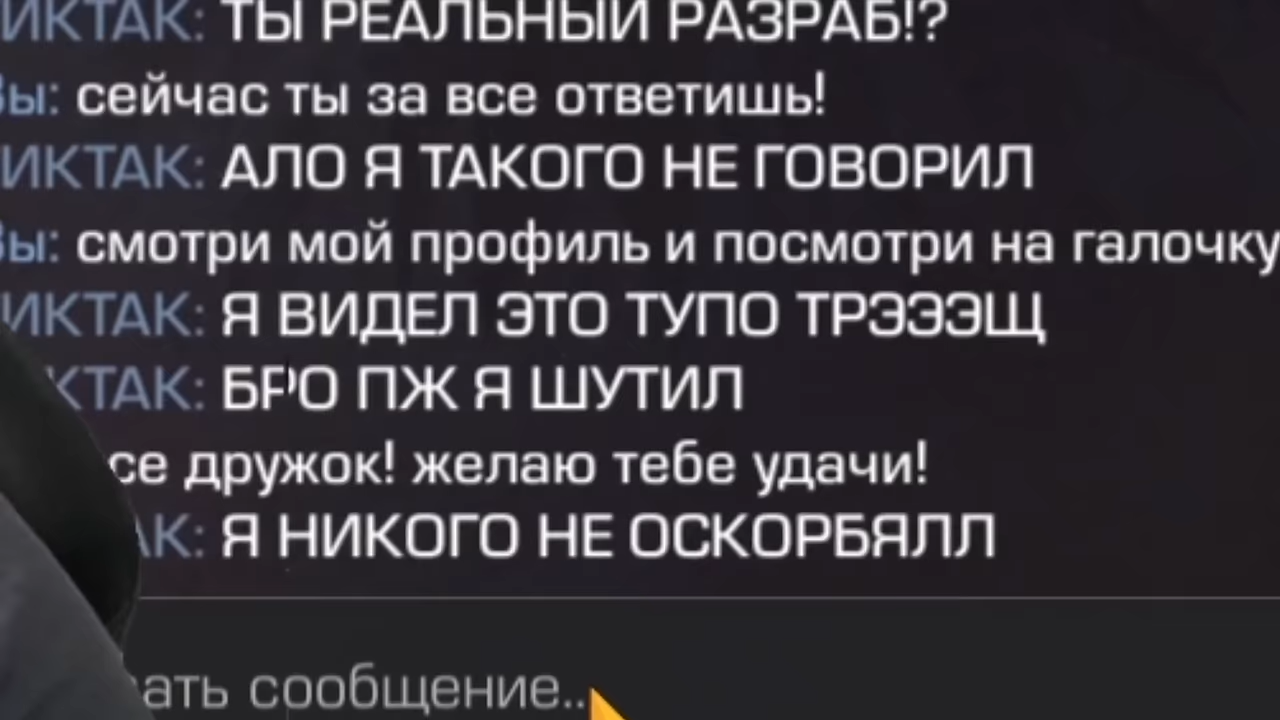 ИКТАК: ТЫ РЕАЛЬНЫЙ РАЗРАБ!?
Вы: сейчас ты за все ответишь!
ИКТАК: АЛО Я ТАКОГО НЕ ГОВОРИЛ
Вы: смотри мой профиль и посмотри на галочку
ИКТАК: Я ВИДЕЛ ЭТО ТУПО ТРЭЭЭЩ
КТАК: БРО ПЖ Я ШУТИЛ
се дружок! желаю тебе удачи!
АК: Я НИКОГО НЕ ОСКОРБЯЛЛ
ать сообщение..